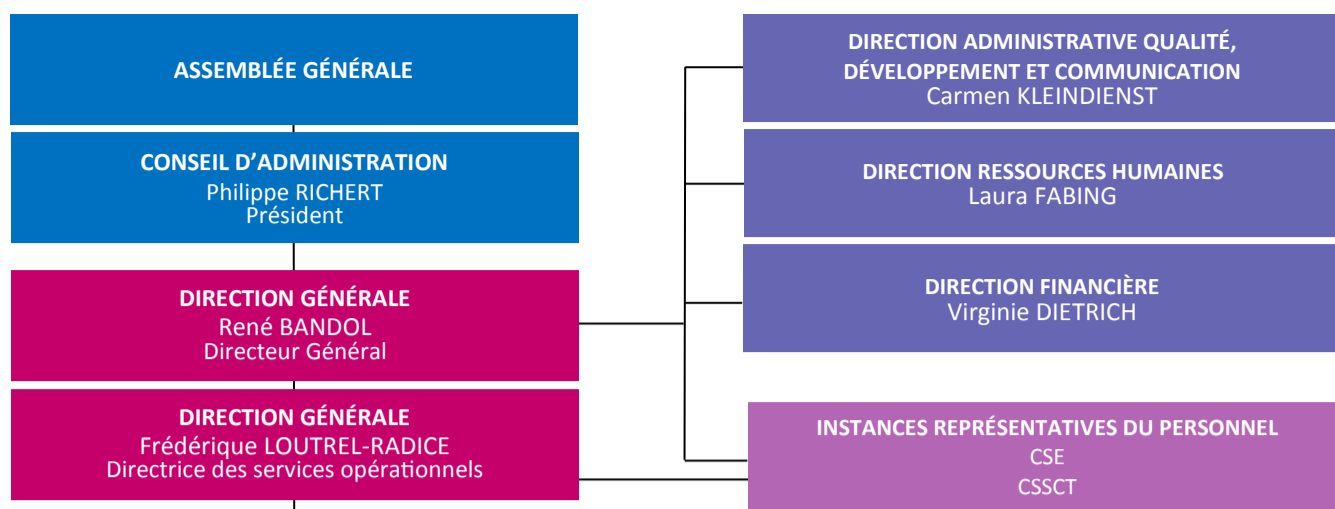 ASSEMBLÉE GÉNÉRALE
CONSEIL D'ADMINISTRATION
Philippe RICHERT
Président
DIRECTION GÉNÉRALE
René BANDOL
Directeur Général
DIRECTION GÉNÉRALE
Frédérique LOUTREL-RADICE
Directrice des services opérationnels
DIRECTION ADMINISTRATIVE QUALITÉ,
DÉVELOPPEMENT ET COMMUNICATION
Carmen KLEINDIENST
DIRECTION RESSOURCES HUMAINES
Laura FABING
DIRECTION FINANCIÈRE
Virginie DIETRICH
INSTANCES REPRÉSENTATIVES DU PERSONNEL
CSE
CSSCT